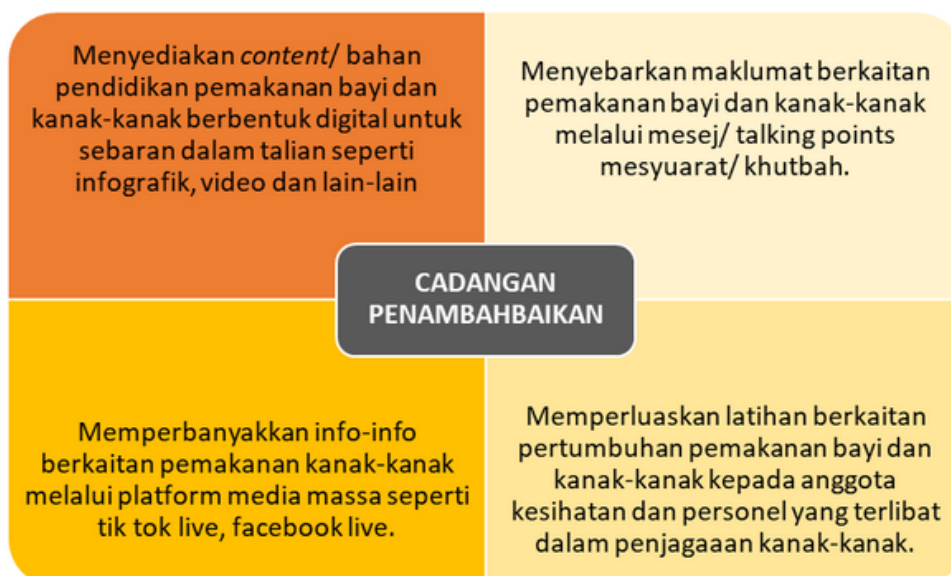 Menyediakan content/ bahan
pendidikan pemakanan bayi dan
kanak-kanak berbentuk digital untuk
sebaran dalam talian seperti
infografik, video dan lain-lain
Menyebarkan maklumat berkaitan
pemakanan bayi dan kanak-kanak
melalui mesej/ talking points
mesyuarat/ khutbah.
CADANGAN
PENAMBAHBAIKAN
Memperbanyakkan info-info
berkaitan pemakanan kanak-kanak
melalui platform media massa seperti
tik tok live, facebook live.
Memperluaskan latihan berkaitan
pertumbuhan pemakanan bayi dan
kanak-kanak kepada anggota
kesihatan dan personel yang terlibat
dalam penjagaaan kanak-kanak.